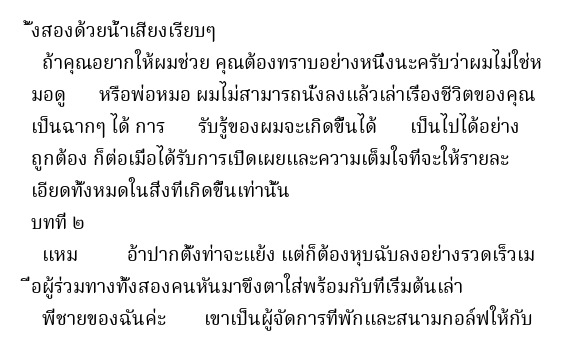 ั้งสองด้วยน้ำเสียงเรียบๆ
ถ้าคุณอยากให้ผมช่วย คุณต้องทราบอย่างหนึ่งนะครับว่าผมไม่ใช่ห
มอดู หรือพ่อหมอ ผมไม่สามารถนั่งลงแล้วเล่าเรื่องชีวิตของคุณ
เป็นฉากๆ ได้ การ รับรู้ของผมจะเกิดขึ้นได้ เป็นไปได้อย่าง
ถูกต้อง ก็ต่อเมื่อได้รับการเปิดเผยและความเต็มใจที่จะให้รายละ
เอียดทั้งหมดในสิ่งที่เกิดขึ้นเท่านั้น
บทที่ ๒
แหม อ้าปากตั้งท่าจะแย้ง แต่ก็ต้องหุบฉับลงอย่างรวดเร็วเม
ื่อผู้ร่วมทางทั้งสองคนหันมาขึงตาใส่พร้อมกับที่เริ่มต้นเล่า
พี่ชายของฉันค่ะ เขาเป็นผู้จัดการที่พักและสนามกอล์ฟให้กับ